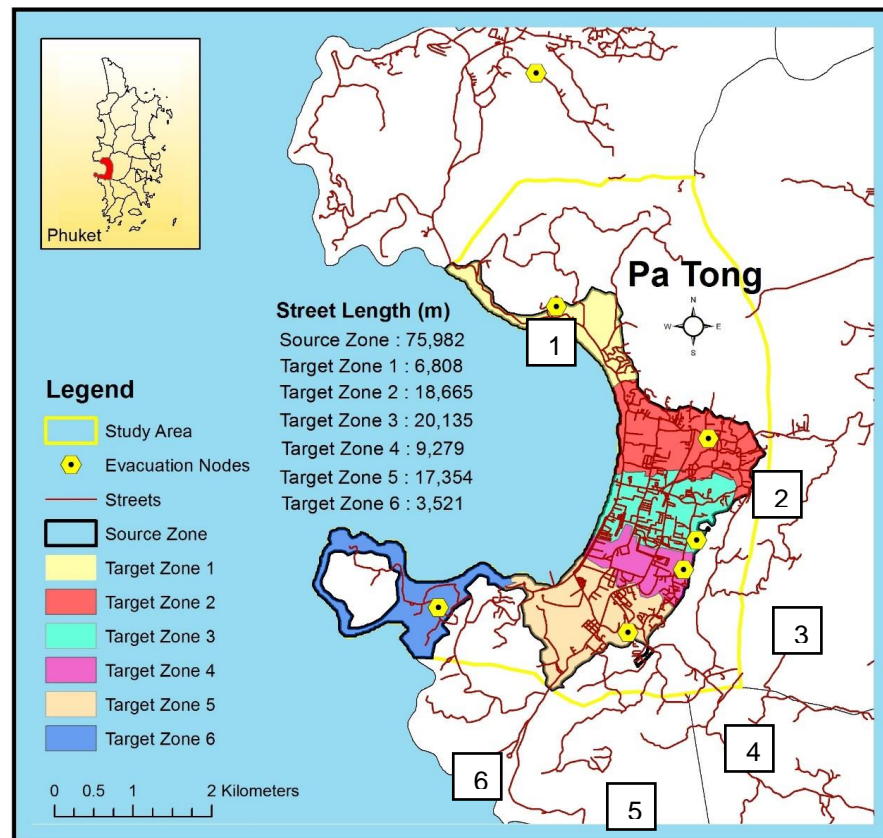 Phuket
Pa Tong
N
W E
S
Street Length (m)
Source Zone : 75,982
Target Zone 1 : 6,808
Target Zone 2 : 18,665
Target Zone 3 : 20,135
Target Zone 4 : 9,279
Target Zone 5 : 17,354
Target Zone 6 : 3,521
1
2
3
4
5
6
Legend
Study Area
Evacuation Nodes
Streets
Source Zone
Target Zone 1
Target Zone 2
Target Zone 3
Target Zone 4
Target Zone 5
Target Zone 6
0 0.5 1 2 Kilometers